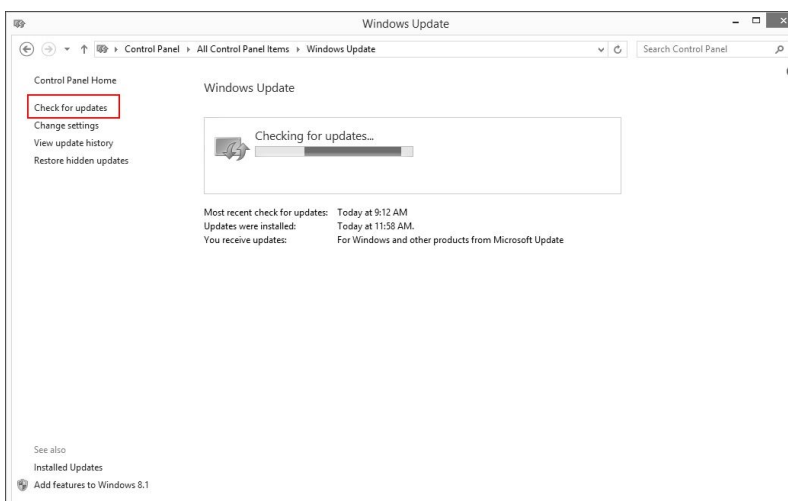 Windows Update
Control Panel All Control Panel Items Windows Update Search Control Panel
Control Panel Home
Windows Update
Check for updates
Change settings
View update history
Restore hidden updates
Checking for updates...
Most recent check for updates: Today at 9:12 AM
Updates were installed: Today at 11:58 AM.
You receive updates: For Windows and other products from Microsoft Update
See also
Installed Updates
Add features to Windows 8.1